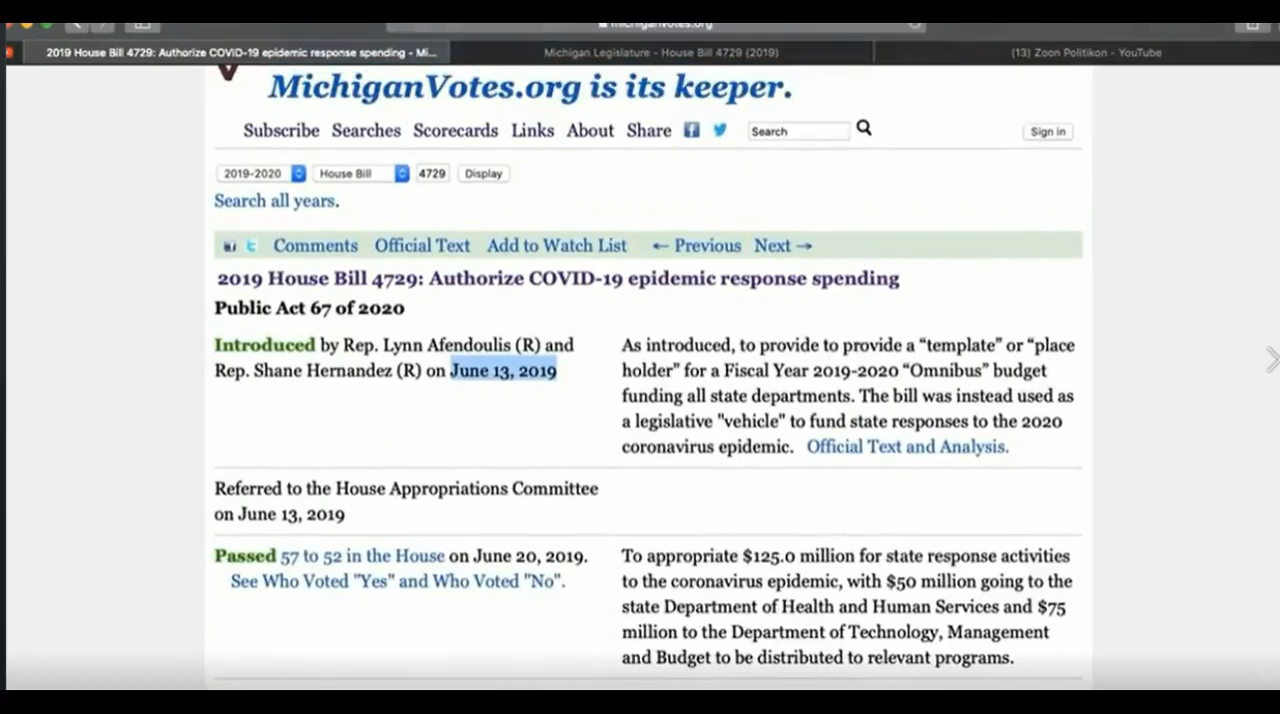 michiganvotes.org
2019 House Bill 4729: Authorize COVID-19 epidemic response spending - Mi...
Michigan Legislature - House Bill 4729 (2019)
(13) Zoon Politikon - YouTube
MichiganVotes.org is its keeper.
Subscribe Searches Scorecards Links About Share Search Sign in
2019-2020 House Bill 4729 Display
Search all years.
Comments Official Text Add to Watch List ← Previous Next →
2019 House Bill 4729: Authorize COVID-19 epidemic response spending
Public Act 67 of 2020
Introduced by Rep. Lynn Afendoulis (R) and
Rep. Shane Hernandez (R) on June 13, 2019
As introduced, to provide to provide a “template” or “place
holder” for a Fiscal Year 2019-2020 “Omnibus” budget
funding all state departments. The bill was instead used as
a legislative "vehicle" to fund state responses to the 2020
coronavirus epidemic. Official Text and Analysis.
Referred to the House Appropriations Committee
on June 13, 2019
Passed 57 to 52 in the House on June 20, 2019.
See Who Voted "Yes" and Who Voted "No".
To appropriate $125.0 million for state response activities
to the coronavirus epidemic, with $50 million going to the
state Department of Health and Human Services and $75
million to the Department of Technology, Management
and Budget to be distributed to relevant programs.